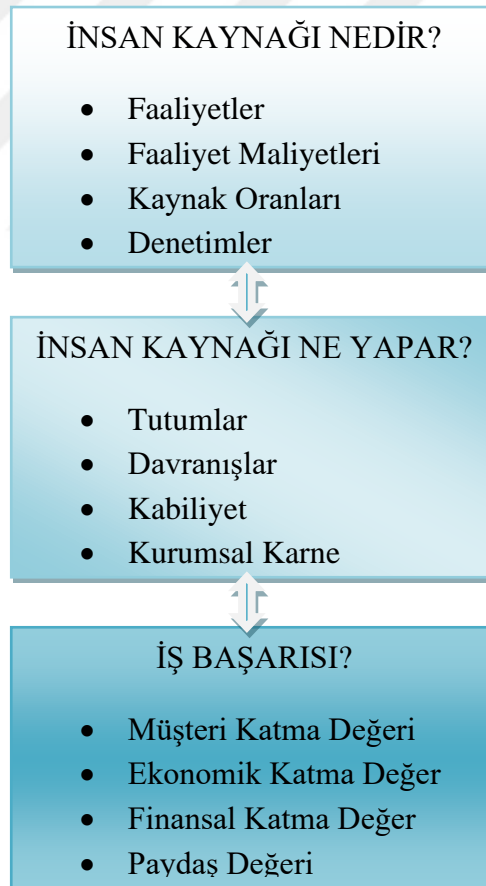 İNSAN KAYNAĞI NEDİR?
• Faaliyetler
• Faaliyet Maliyetleri
• Kaynak Oranları
• Denetimler
İNSAN KAYNAĞI NE YAPAR?
• Tutumlar
• Davranışlar
• Kabiliyet
• Kurumsal Karne
İŞ BAŞARISI?
• Müşteri Katma Değeri
• Ekonomik Katma Değer
• Finansal Katma Değer
• Paydaş Değeri